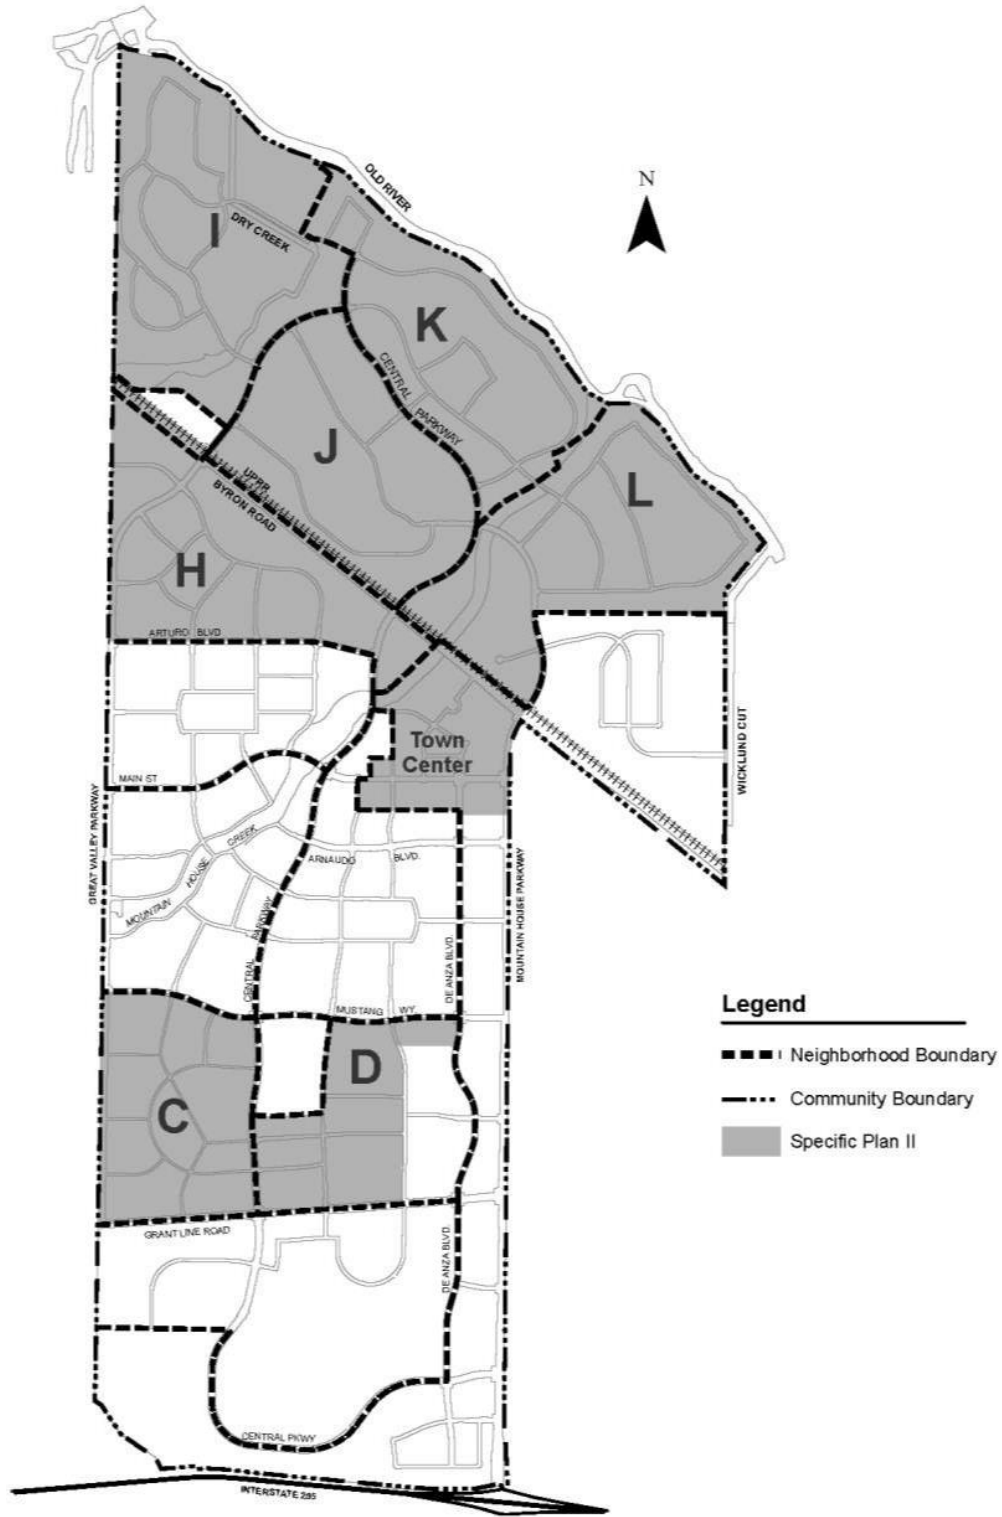 N
OLD RIVER
I
DRY CREEK
K
CENTRAL
PARKWAY
J
L
UPRR
BYRON ROAD
H
ARTURO BLVD
Town
Center
MAIN ST
WICKLUND CUT
GREAT VALLEY PARKWAY
MOUNTAIN HOUSE CREEK
ARNAUDO BLVD.
MOUNTAIN HOUSE PARKWAY
CENTRAL PARKWAY
DE ANZA BLVD.
MUSTANG WY.
D
C
GRANT LINE ROAD
DE ANZA BLVD.
CENTRAL PKWY
INTERSTATE 205
Legend
Neighborhood Boundary
Community Boundary
Specific Plan II